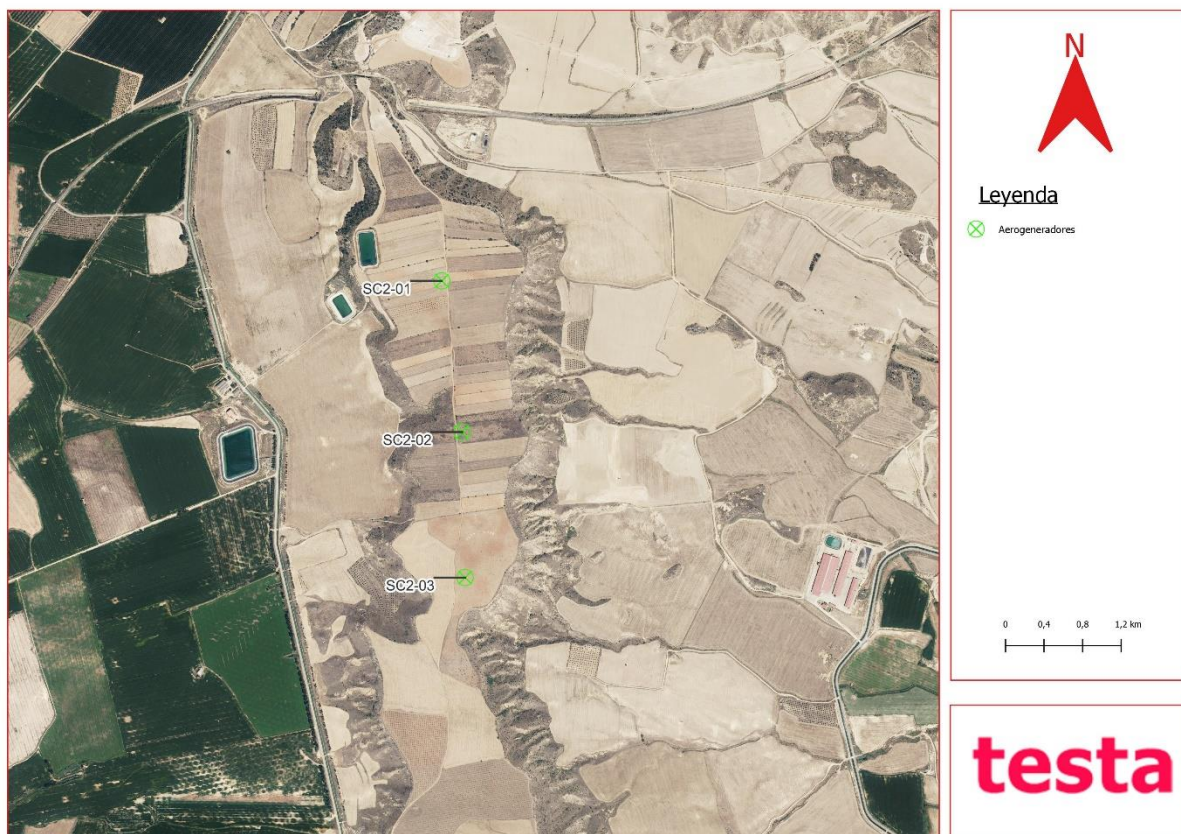 SC2-01
SC2-02
SC2-03
N
Leyenda
Aerogeneradores
0 0,4 0,8 1,2 km
testa